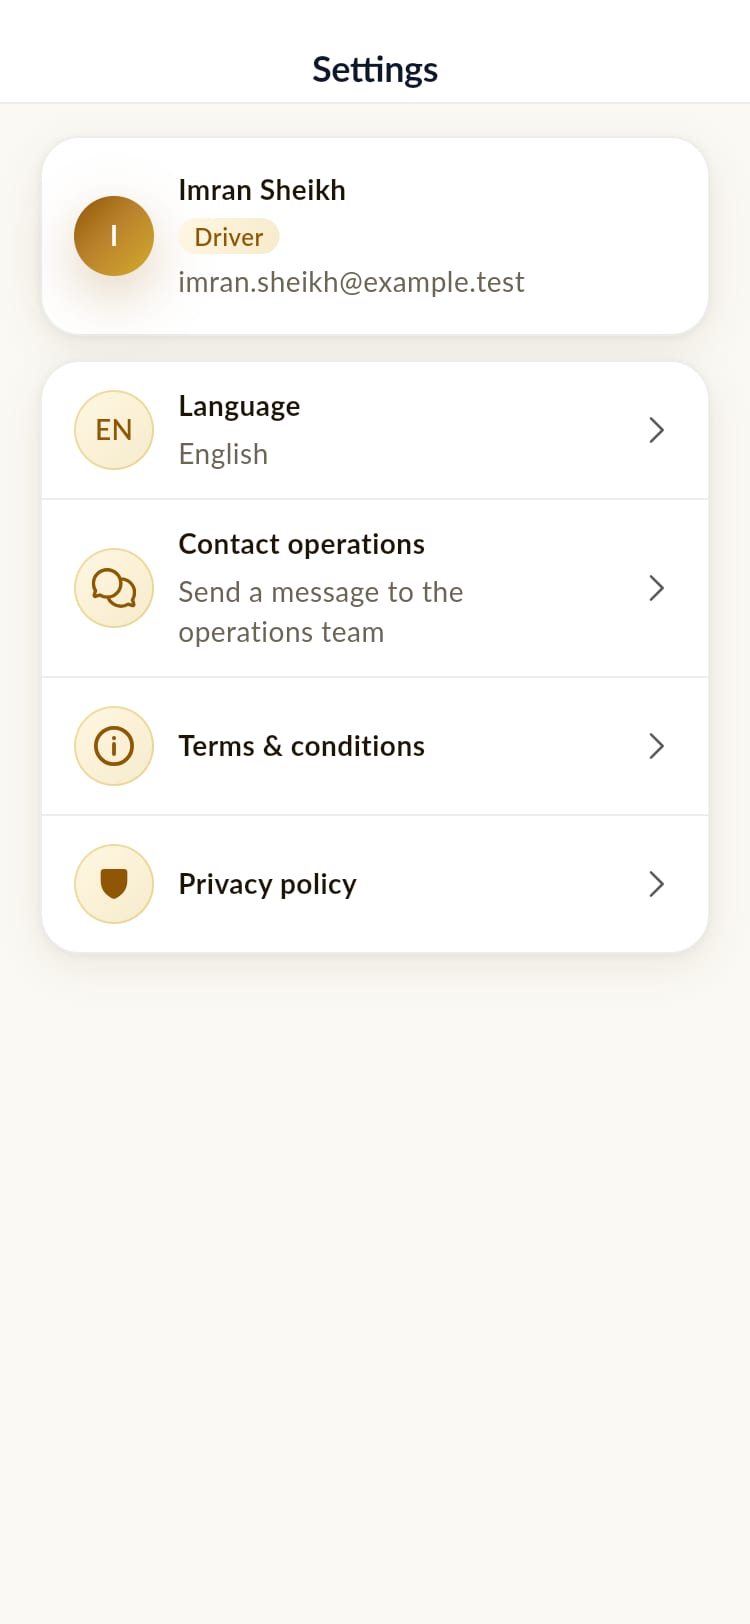 Settings
I
Imran Sheikh
Driver
imran.sheikh@example.test
EN
Language
English
Contact operations
Send a message to the
operations team
Terms & conditions
Privacy policy